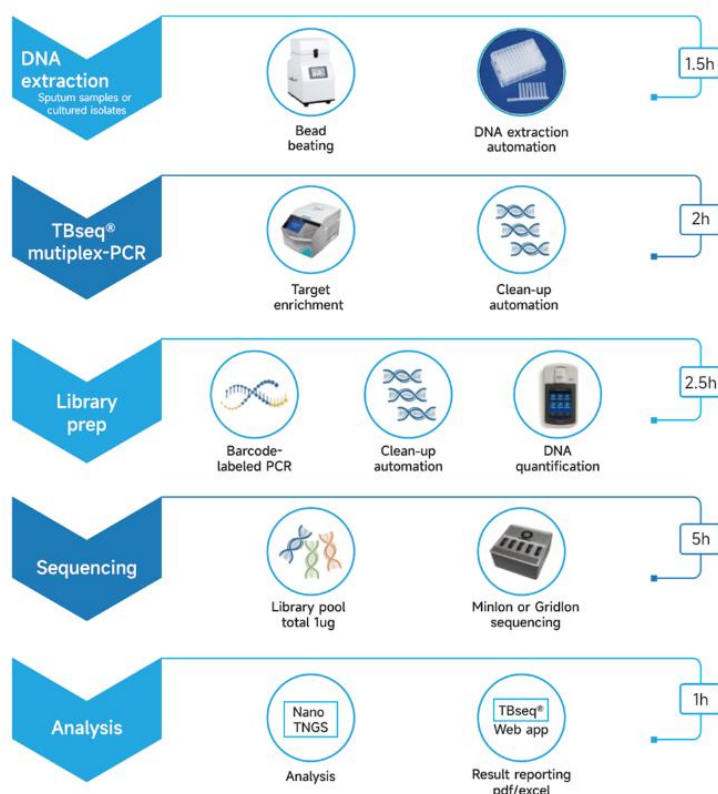 DNA
extraction
Sputum samples or
cultured isolates
Bead
beating
DNA extraction
automation
1.5h
TBseq®
mutiplex-PCR
Target
enrichment
Clean-up
automation
2h
Library
prep
Barcode-
labeled PCR
Clean-up
automation
DNA
quantification
2.5h
Sequencing
Library pool
total 1ug
MinIon or GridIon
sequencing
5h
Analysis
Nano
TNGS
Analysis
TBseq®
Web app
Result reporting
pdf/excel
1h